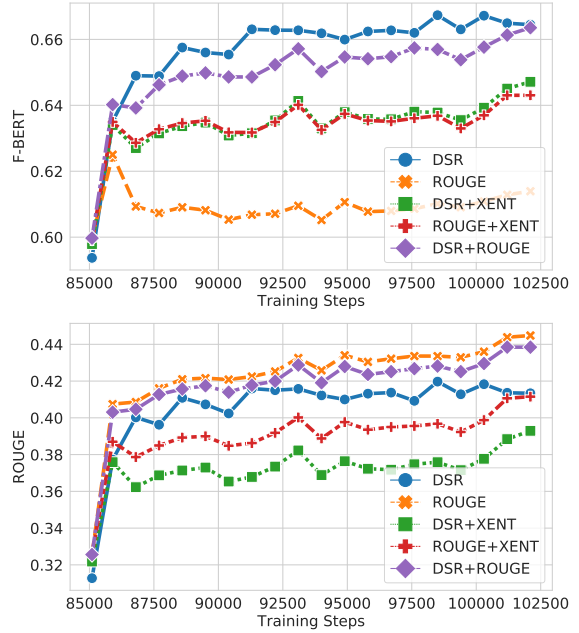 F-BERT
0.66
0.64
0.62
0.60
DSR
ROUGE
DSR+XENT
ROUGE+XENT
DSR+ROUGE
85000 87500 90000 92500 95000 97500 100000 102500
Training Steps
ROUGE
0.44
0.42
0.40
0.38
0.36
0.34
0.32
DSR
ROUGE
DSR+XENT
ROUGE+XENT
DSR+ROUGE
85000 87500 90000 92500 95000 97500 100000 102500
Training Steps